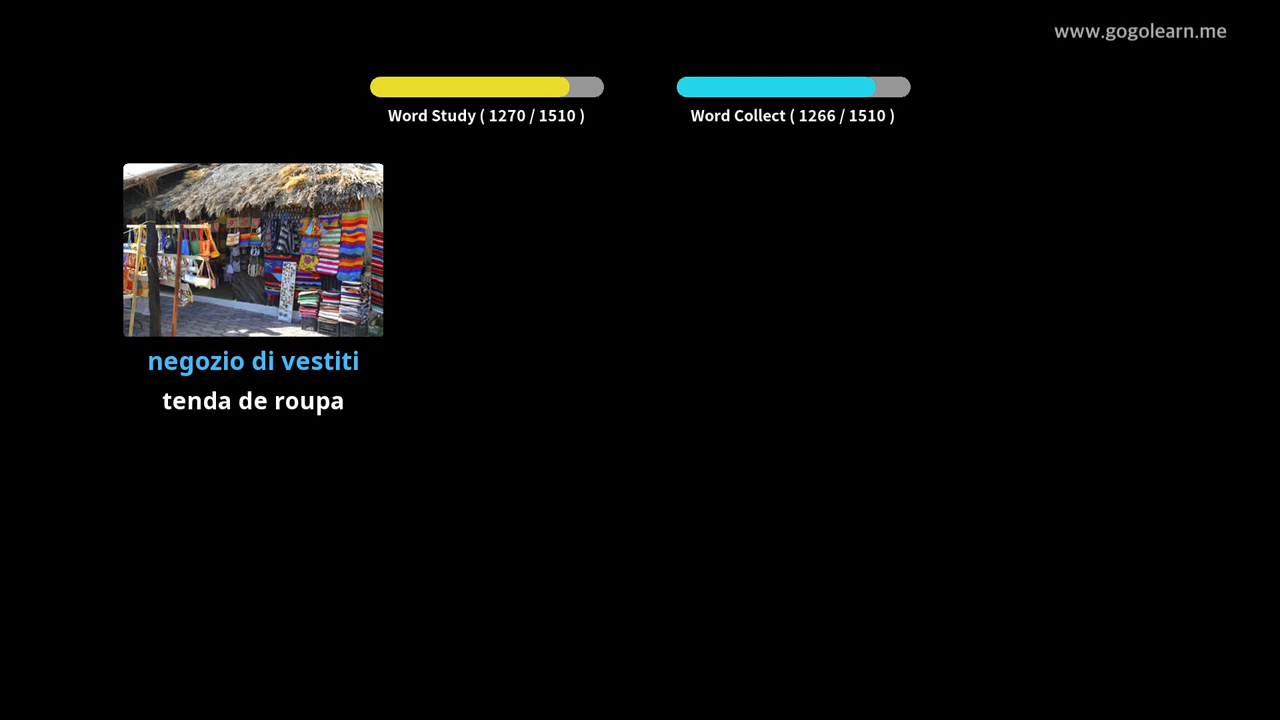 www.gogolearn.me
Word Study ( 1270 / 1510 )
Word Collect ( 1266 / 1510 )
negozio di vestiti
tenda de roupa